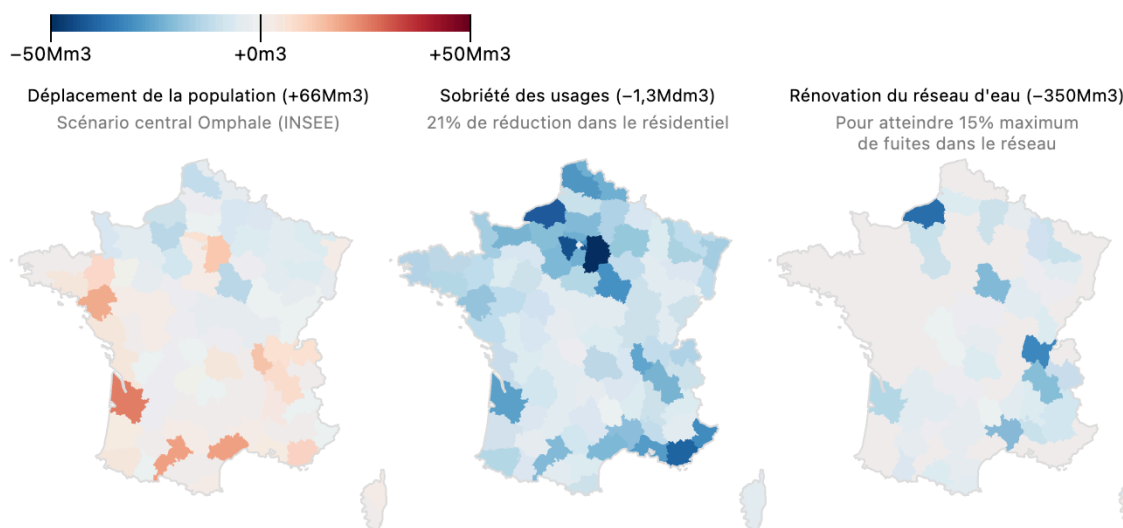 −50Mm3
+0m3
+50Mm3
Déplacement de la population (+66Mm3)
Scénario central Omphale (INSEE)
Sobriété des usages (−1,3Mdm3)
21% de réduction dans le résidentiel
Rénovation du réseau d'eau (−350Mm3)
Pour atteindre 15% maximum
de fuites dans le réseau